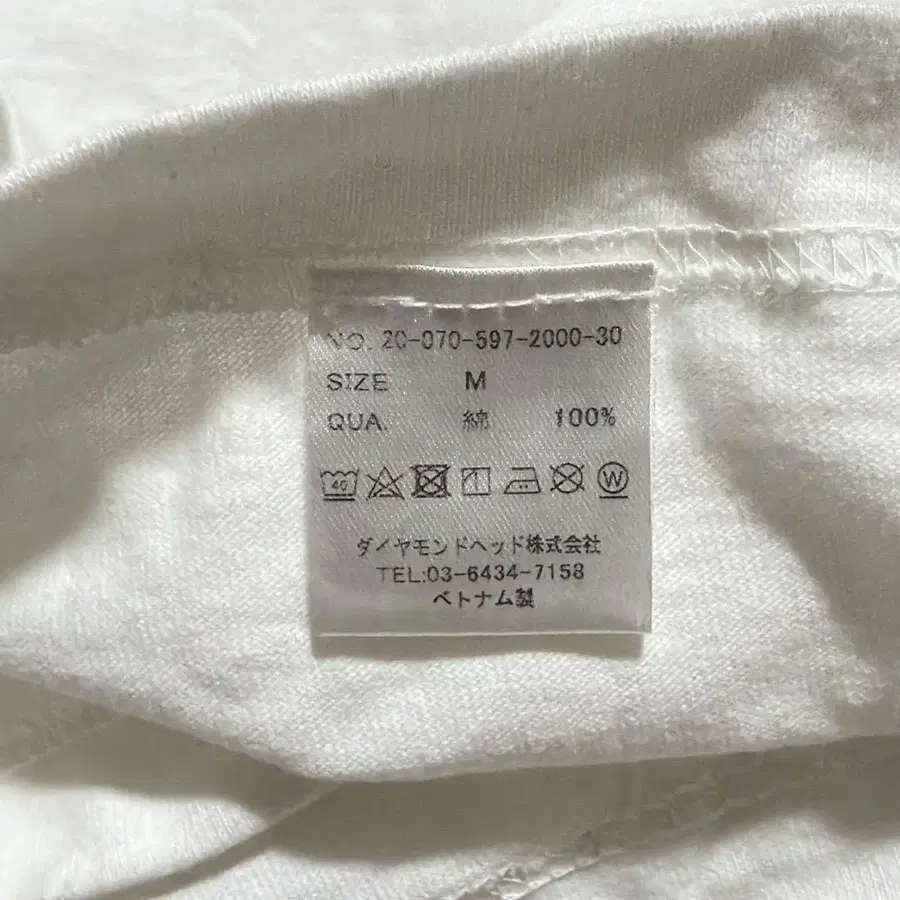 NO. 20-070-597-2000-30
SIZE M
QUA. 綿 100%
40 W
ダイヤモンドヘッド株式会社
TEL:03-6434-7158
ベトナム製